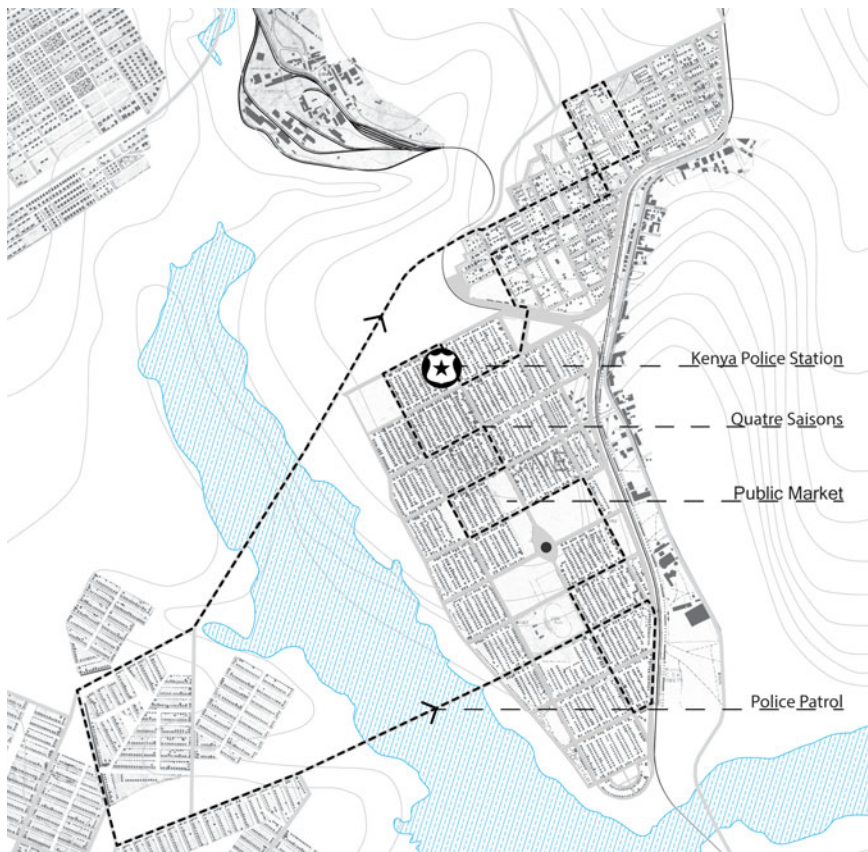 Kenya Police Station
Quatre Saisons
Public Market
Police Patrol